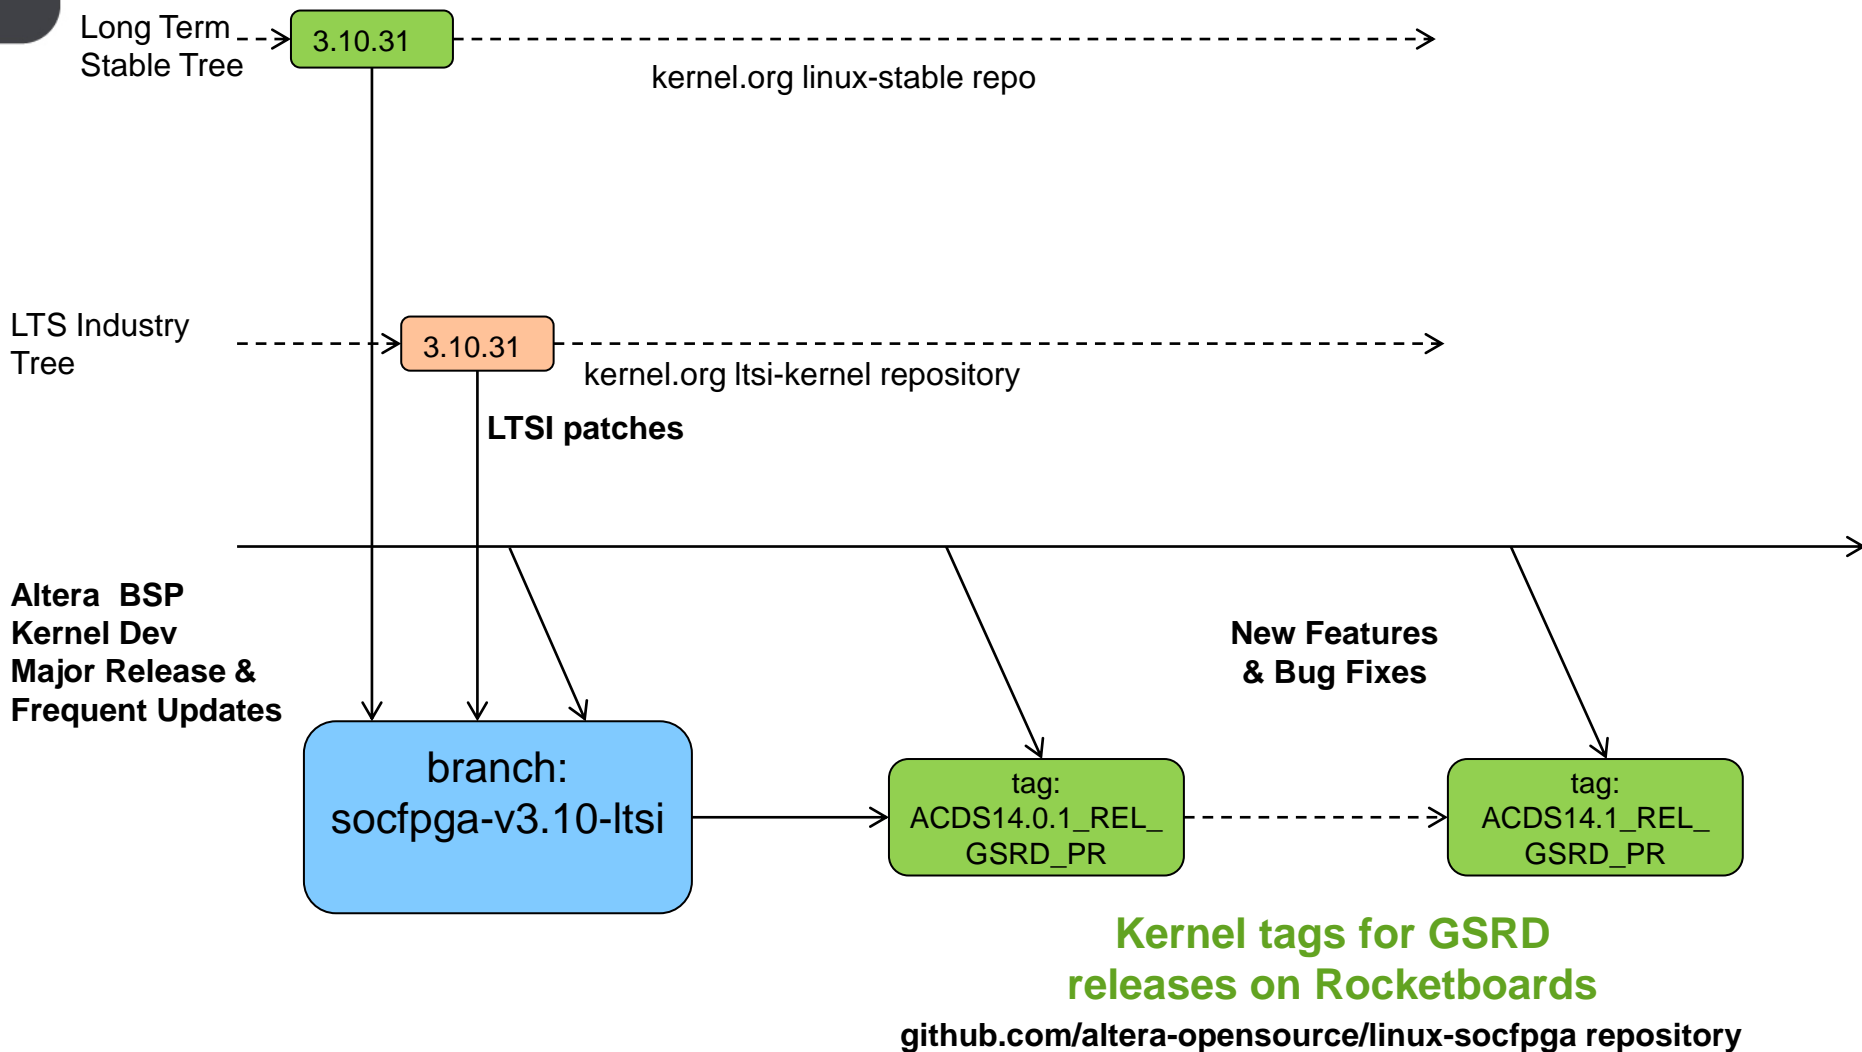 Long Term
Stable Tree
3.10.31
kernel.org linux-stable repo
LTS Industry
Tree
3.10.31
kernel.org ltsi-kernel repository
LTSI patches
Altera  BSP
Kernel Dev
Major Release &
Frequent Updates
New Features
& Bug Fixes
branch:
socfpga-v3.10-ltsi
tag:
ACDS14.0.1_REL_
GSRD_PR
tag:
ACDS14.1_REL_
GSRD_PR
Kernel tags for GSRD
releases on Rocketboards
github.com/altera-opensource/linux-socfpga repository